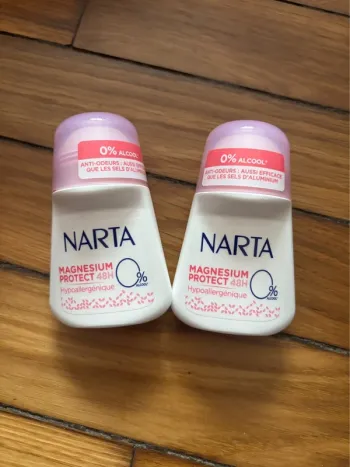 0% ALCOOL*
ANTI-ODEURS : AUSSI EFFICACE
QUE LES SELS D'ALUMINIUM
NARTA
MAGNESIUM
PROTECT 48H
Hypoallergénique
0%
0% ALCOOL*
ANTI-ODEURS : AUSSI EFFICACE
QUE LES SELS D'ALUMINIUM
NARTA
MAGNESIUM
PROTECT 48H
Hypoallergénique
0%